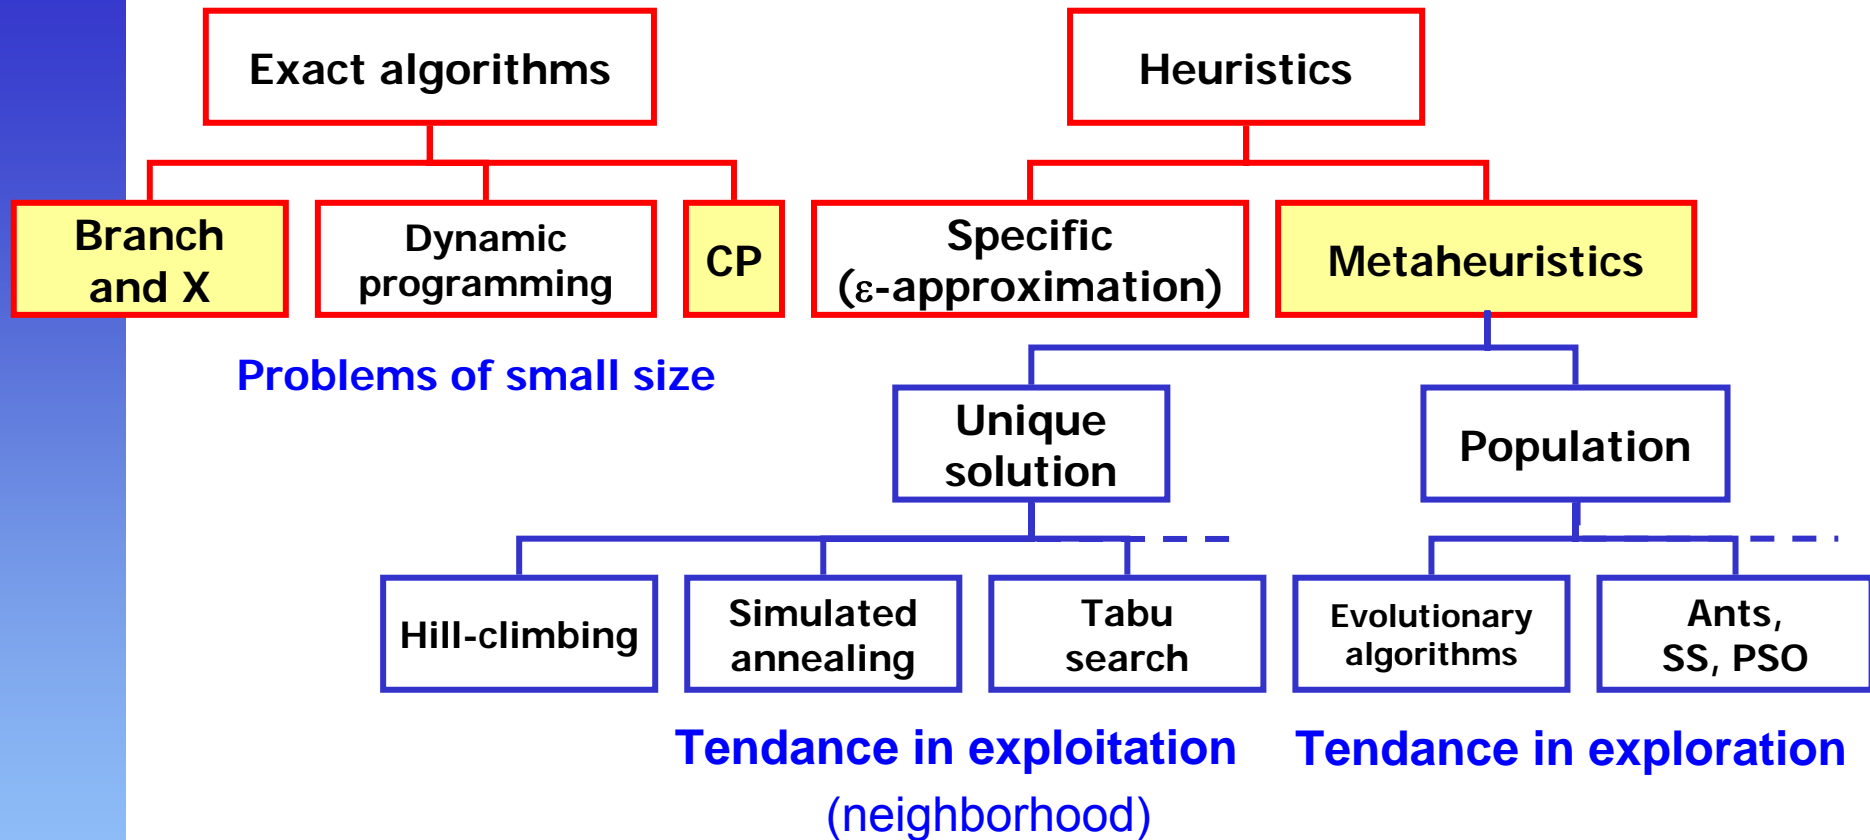 Exact algorithms
Heuristics
Branch
and X
Dynamic
programming
CP
Specific
(ε-approximation)
Metaheuristics
Problems of small size
Unique
solution
Population
Hill-climbing
Simulated
annealing
Tabu
search
Evolutionary
algorithms
Ants,
SS, PSO
Tendance in exploitation
(neighborhood)
Tendance in exploration